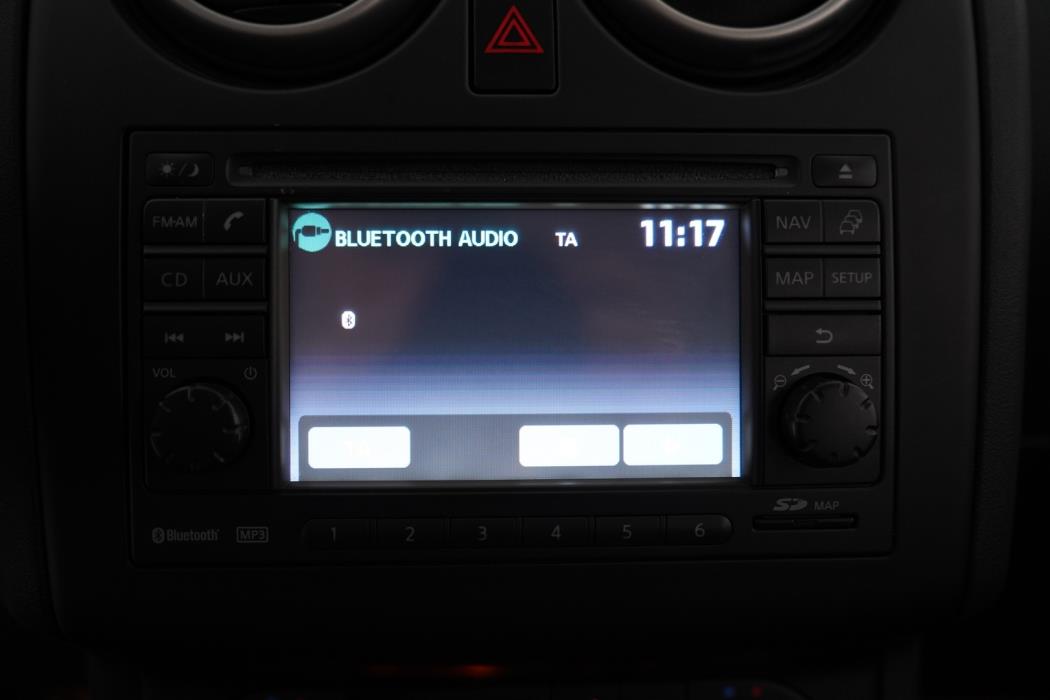 FM·AM
CD AUX
VOL
BLUETOOTH AUDIO TA 11:17
NAV
MAP SETUP
SD MAP
Bluetooth MP3 1 2 3 4 5 6